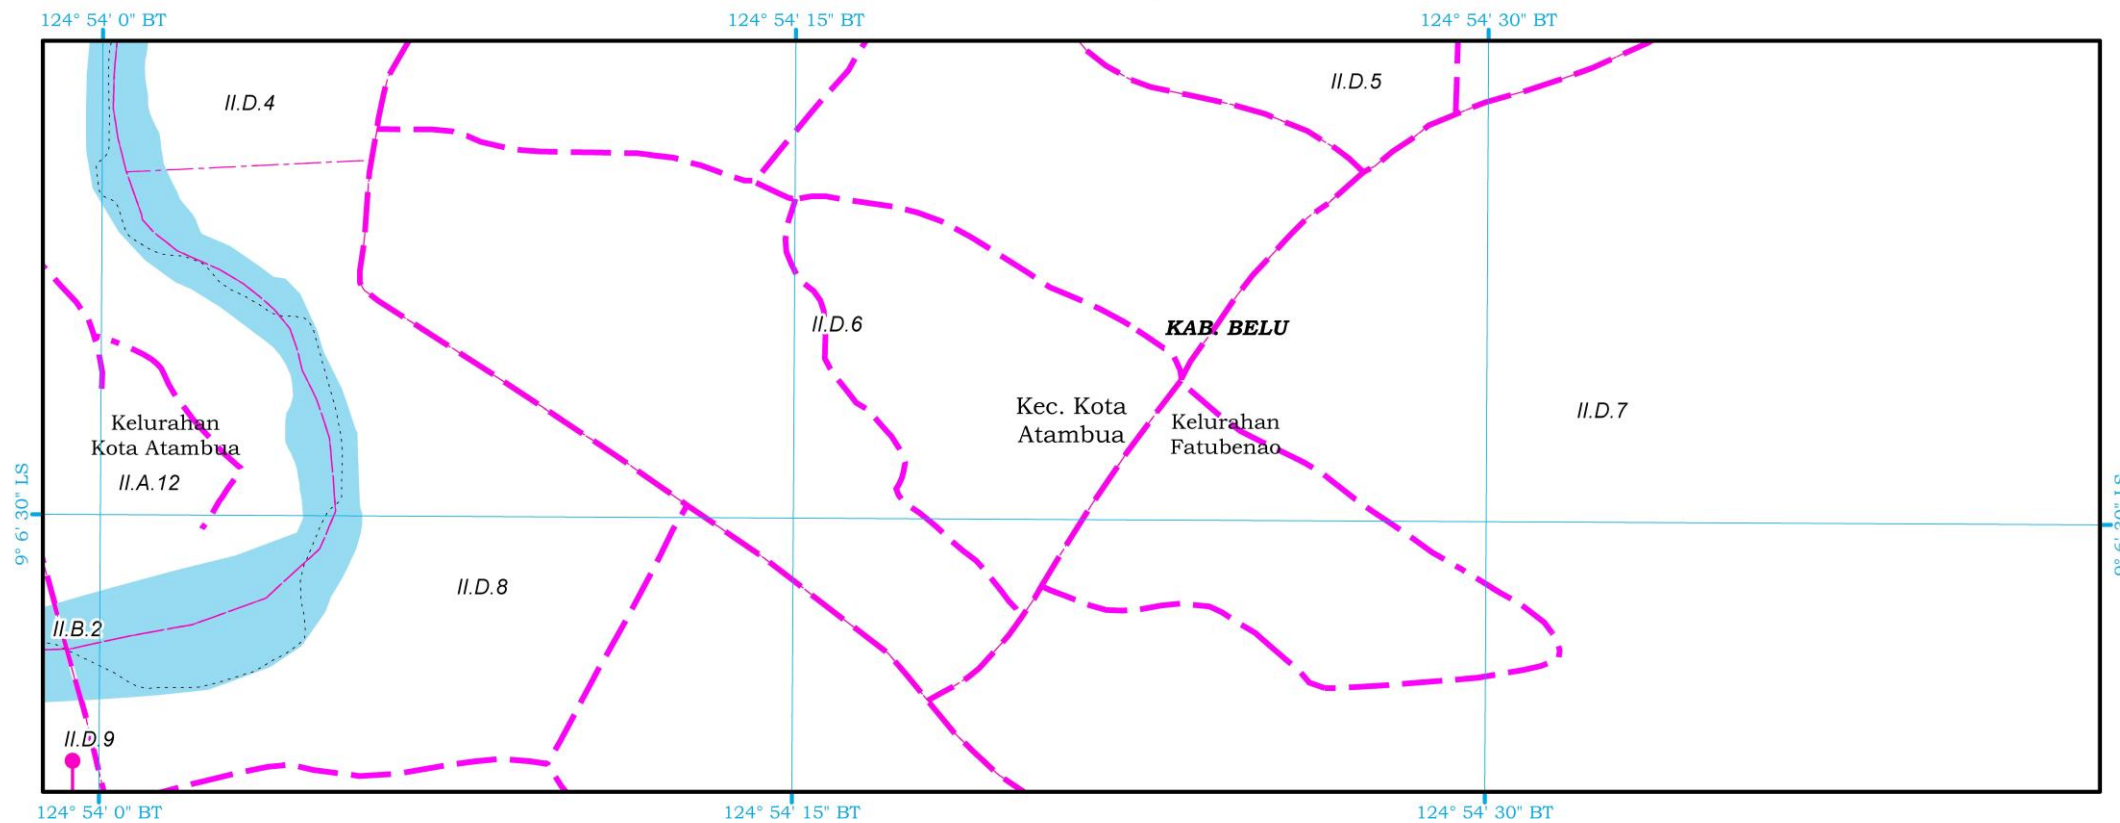 124° 54' 0" BT
124° 54' 15" BT
124° 54' 30" BT
II.D.4
II.D.5
II.D.6
KAB. BELU
Kec. Kota
Atambua
Kelurahan
Fatubenao
II.D.7
Kelurahan
Kota Atambua
II.A.12
9° 6' 30" LS
9° 6' 30" LS
II.D.8
II.B.2
II.D.9
124° 54' 0" BT
124° 54' 15" BT
124° 54' 30" BT